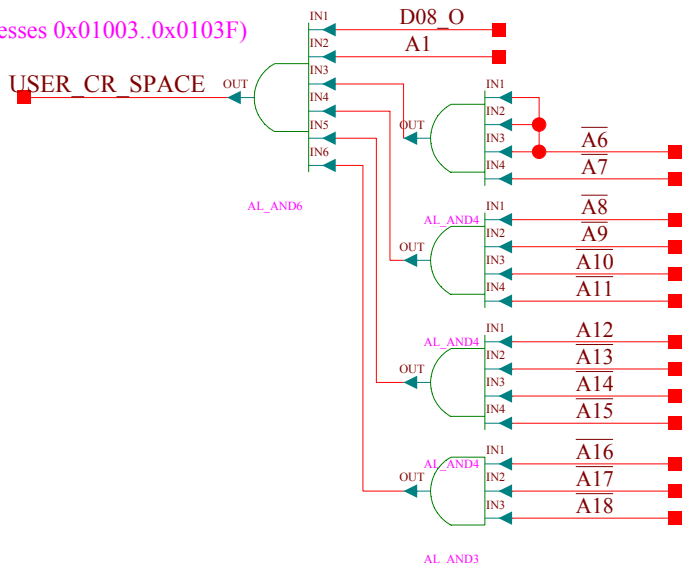 esses 0x01003..0x0103F)
IN1
D08_O
IN2
A1
USER_CR_SPACE
OUT
IN3
IN4
IN5
IN6
AL_AND6
IN1
IN2
OUT
IN3
A6
IN4
A7
AL_AND4
IN1
A8
IN2
A9
OUT
IN3
A10
IN4
A11
AL_AND4
IN1
A12
IN2
A13
OUT
IN3
A14
IN4
A15
AL_AND4
IN1
A16
OUT
IN2
A17
IN3
A18
AL_AND3